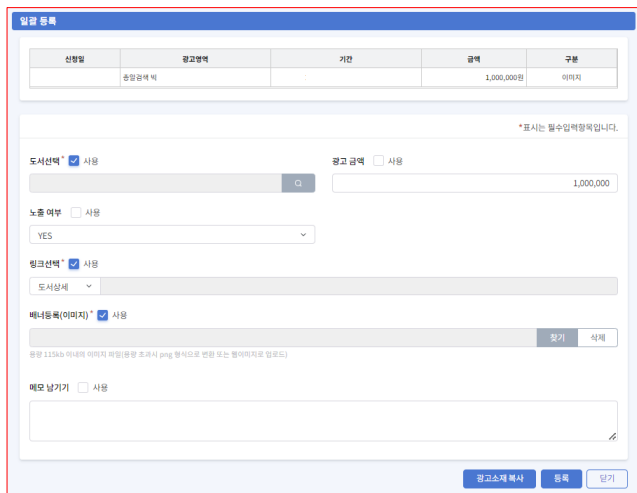 일괄 등록
신청일 광고영역 기간 금액 구분
총알검색 빅 1,000,000원 이미지
*표시는 필수입력항목입니다.
도서선택* 사용 광고 금액 사용
1,000,000
노출 여부 사용
YES
링크선택* 사용
도서상세
배너등록(이미지)* 사용
찾기 삭제
용량 115kb 이내의 이미지 파일(용량 초과시 png 형식으로 변환 또는 웹이미지로 업로드)
메모 남기기 사용
광고소재 복사 등록 닫기